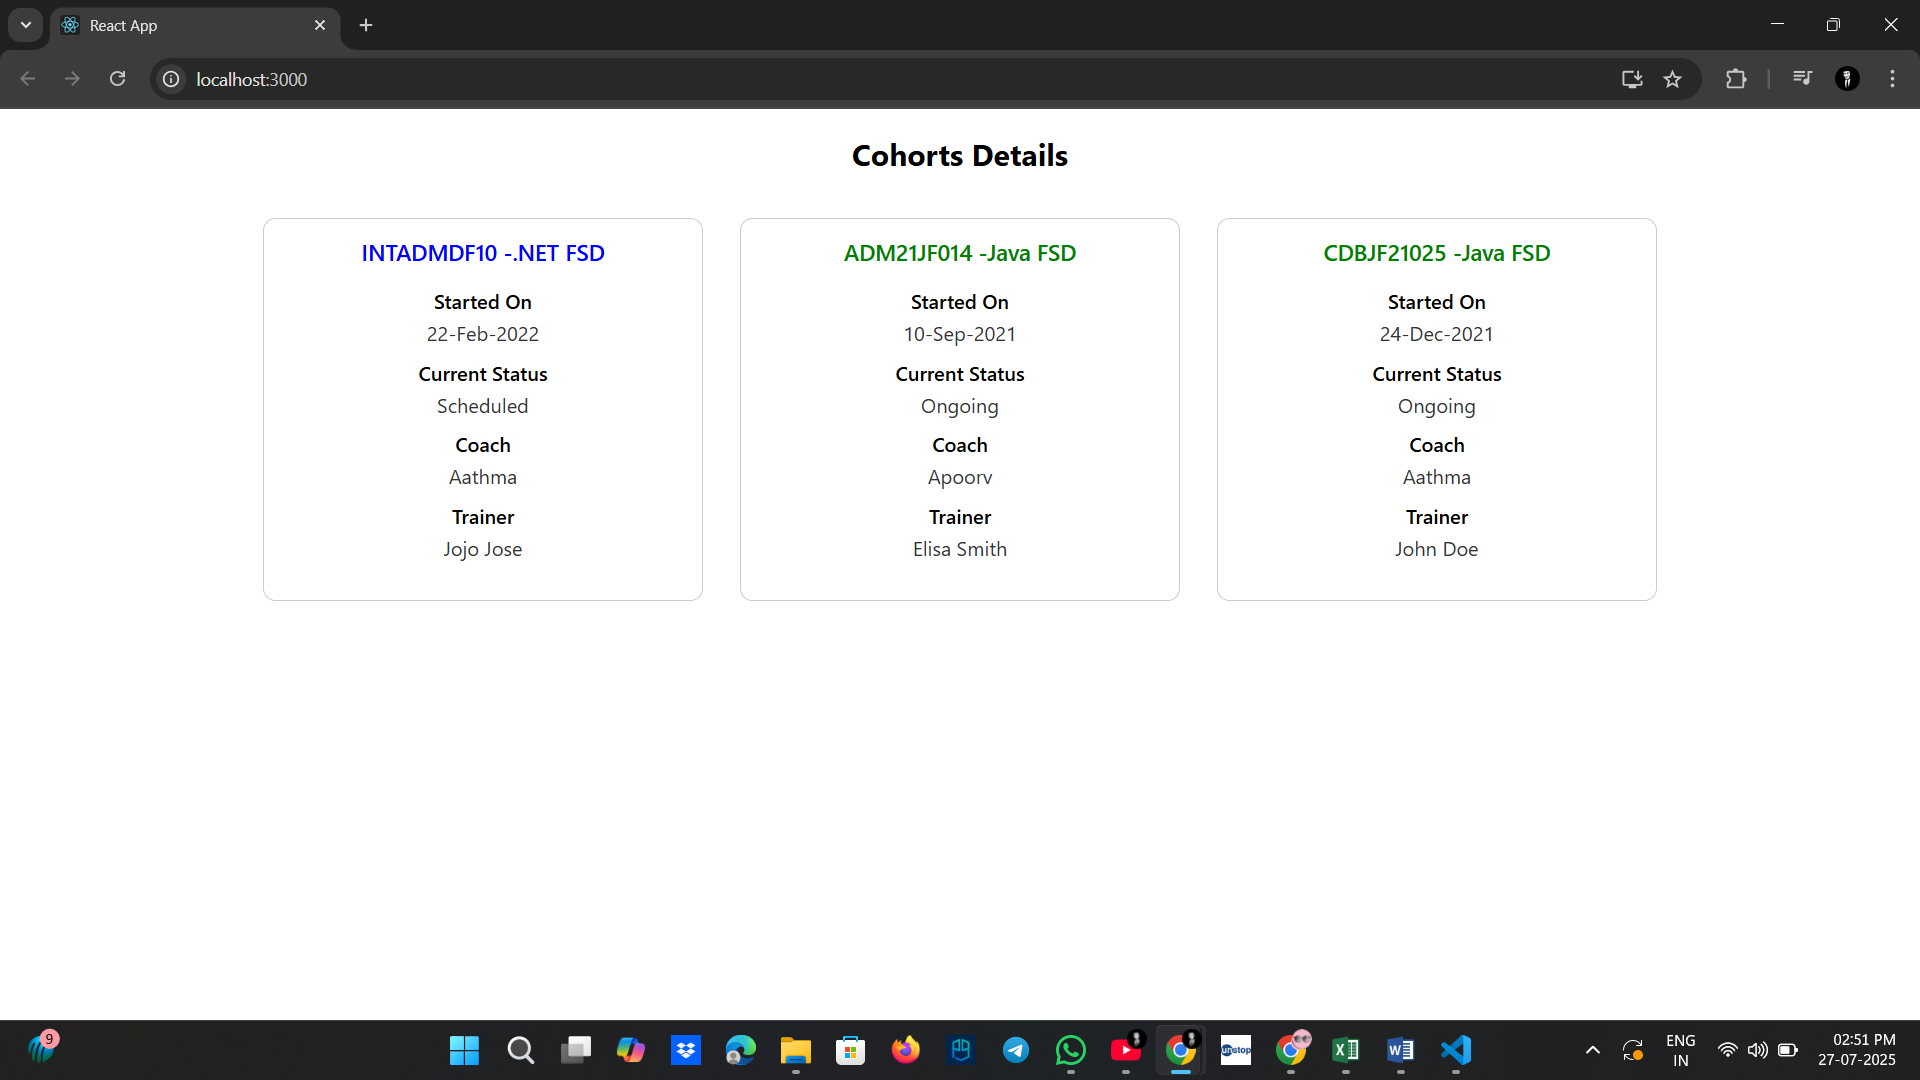 React App
localhost:3000
Cohorts Details
INTADMDF10 -.NET FSD
Started On
22-Feb-2022
Current Status
Scheduled
Coach
Aathma
Trainer
Jojo Jose
ADM21JF014 -Java FSD
Started On
10-Sep-2021
Current Status
Ongoing
Coach
Apoorv
Trainer
Elisa Smith
CDBJF21025 -Java FSD
Started On
24-Dec-2021
Current Status
Ongoing
Coach
Aathma
Trainer
John Doe
9
unstop
ENG
IN
02:51 PM
27-07-2025